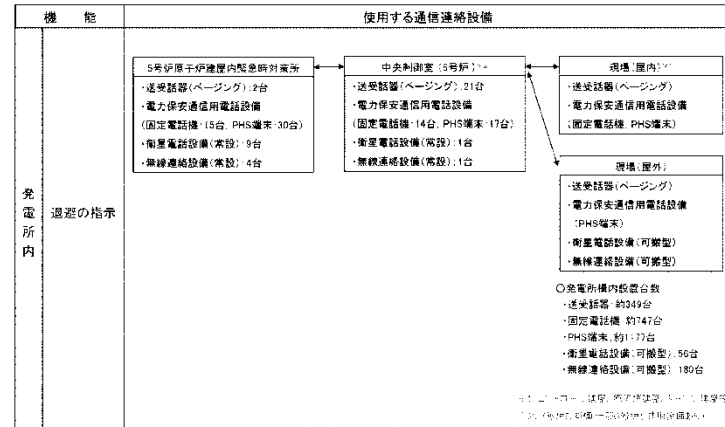 機　能
使用する通信連絡設備
発電所内
退避の指示
5号炉原子炉建屋内緊急時対策所
・送受話器(ページング):2台
・電力保安通信用電話設備
(固定電話機:15台、PHS端末:30台)
・衛星電話設備(常設):9台
・無線連絡設備(常設):4台
中央制御室(6号炉)
・送受話器(ページング):21台
・電力保安通信用電話設備
(固定電話機:14台、PHS端末:17台)
・衛星電話設備(常設):1台
・無線連絡設備(常設):1台
現場(屋内)
・送受話器(ページング)
・電力保安通信用電話設備
(固定電話機、PHS端末)
現場(屋外)
・送受話器(ページング)
・電力保安通信用電話設備
(PHS端末)
・衛星電話設備(可搬型)
・無線連絡設備(可搬型)
○発電所構内設置台数
・送受話器:約349台
・固定電話機:約747台
・PHS端末:約1177台
・衛星電話設備(可搬型):56台
・無線連絡設備(可搬型):180台